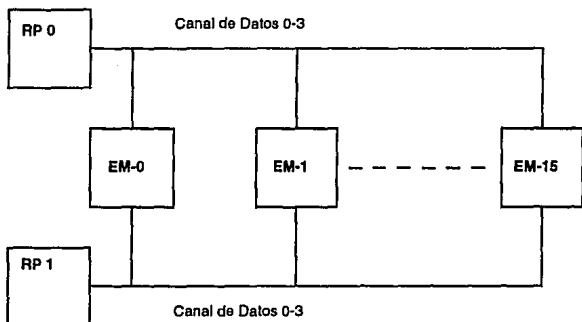 RP 0
Canal de Datos 0-3
EM-0
EM-1
EM-15
RP 1
Canal de Datos 0-3